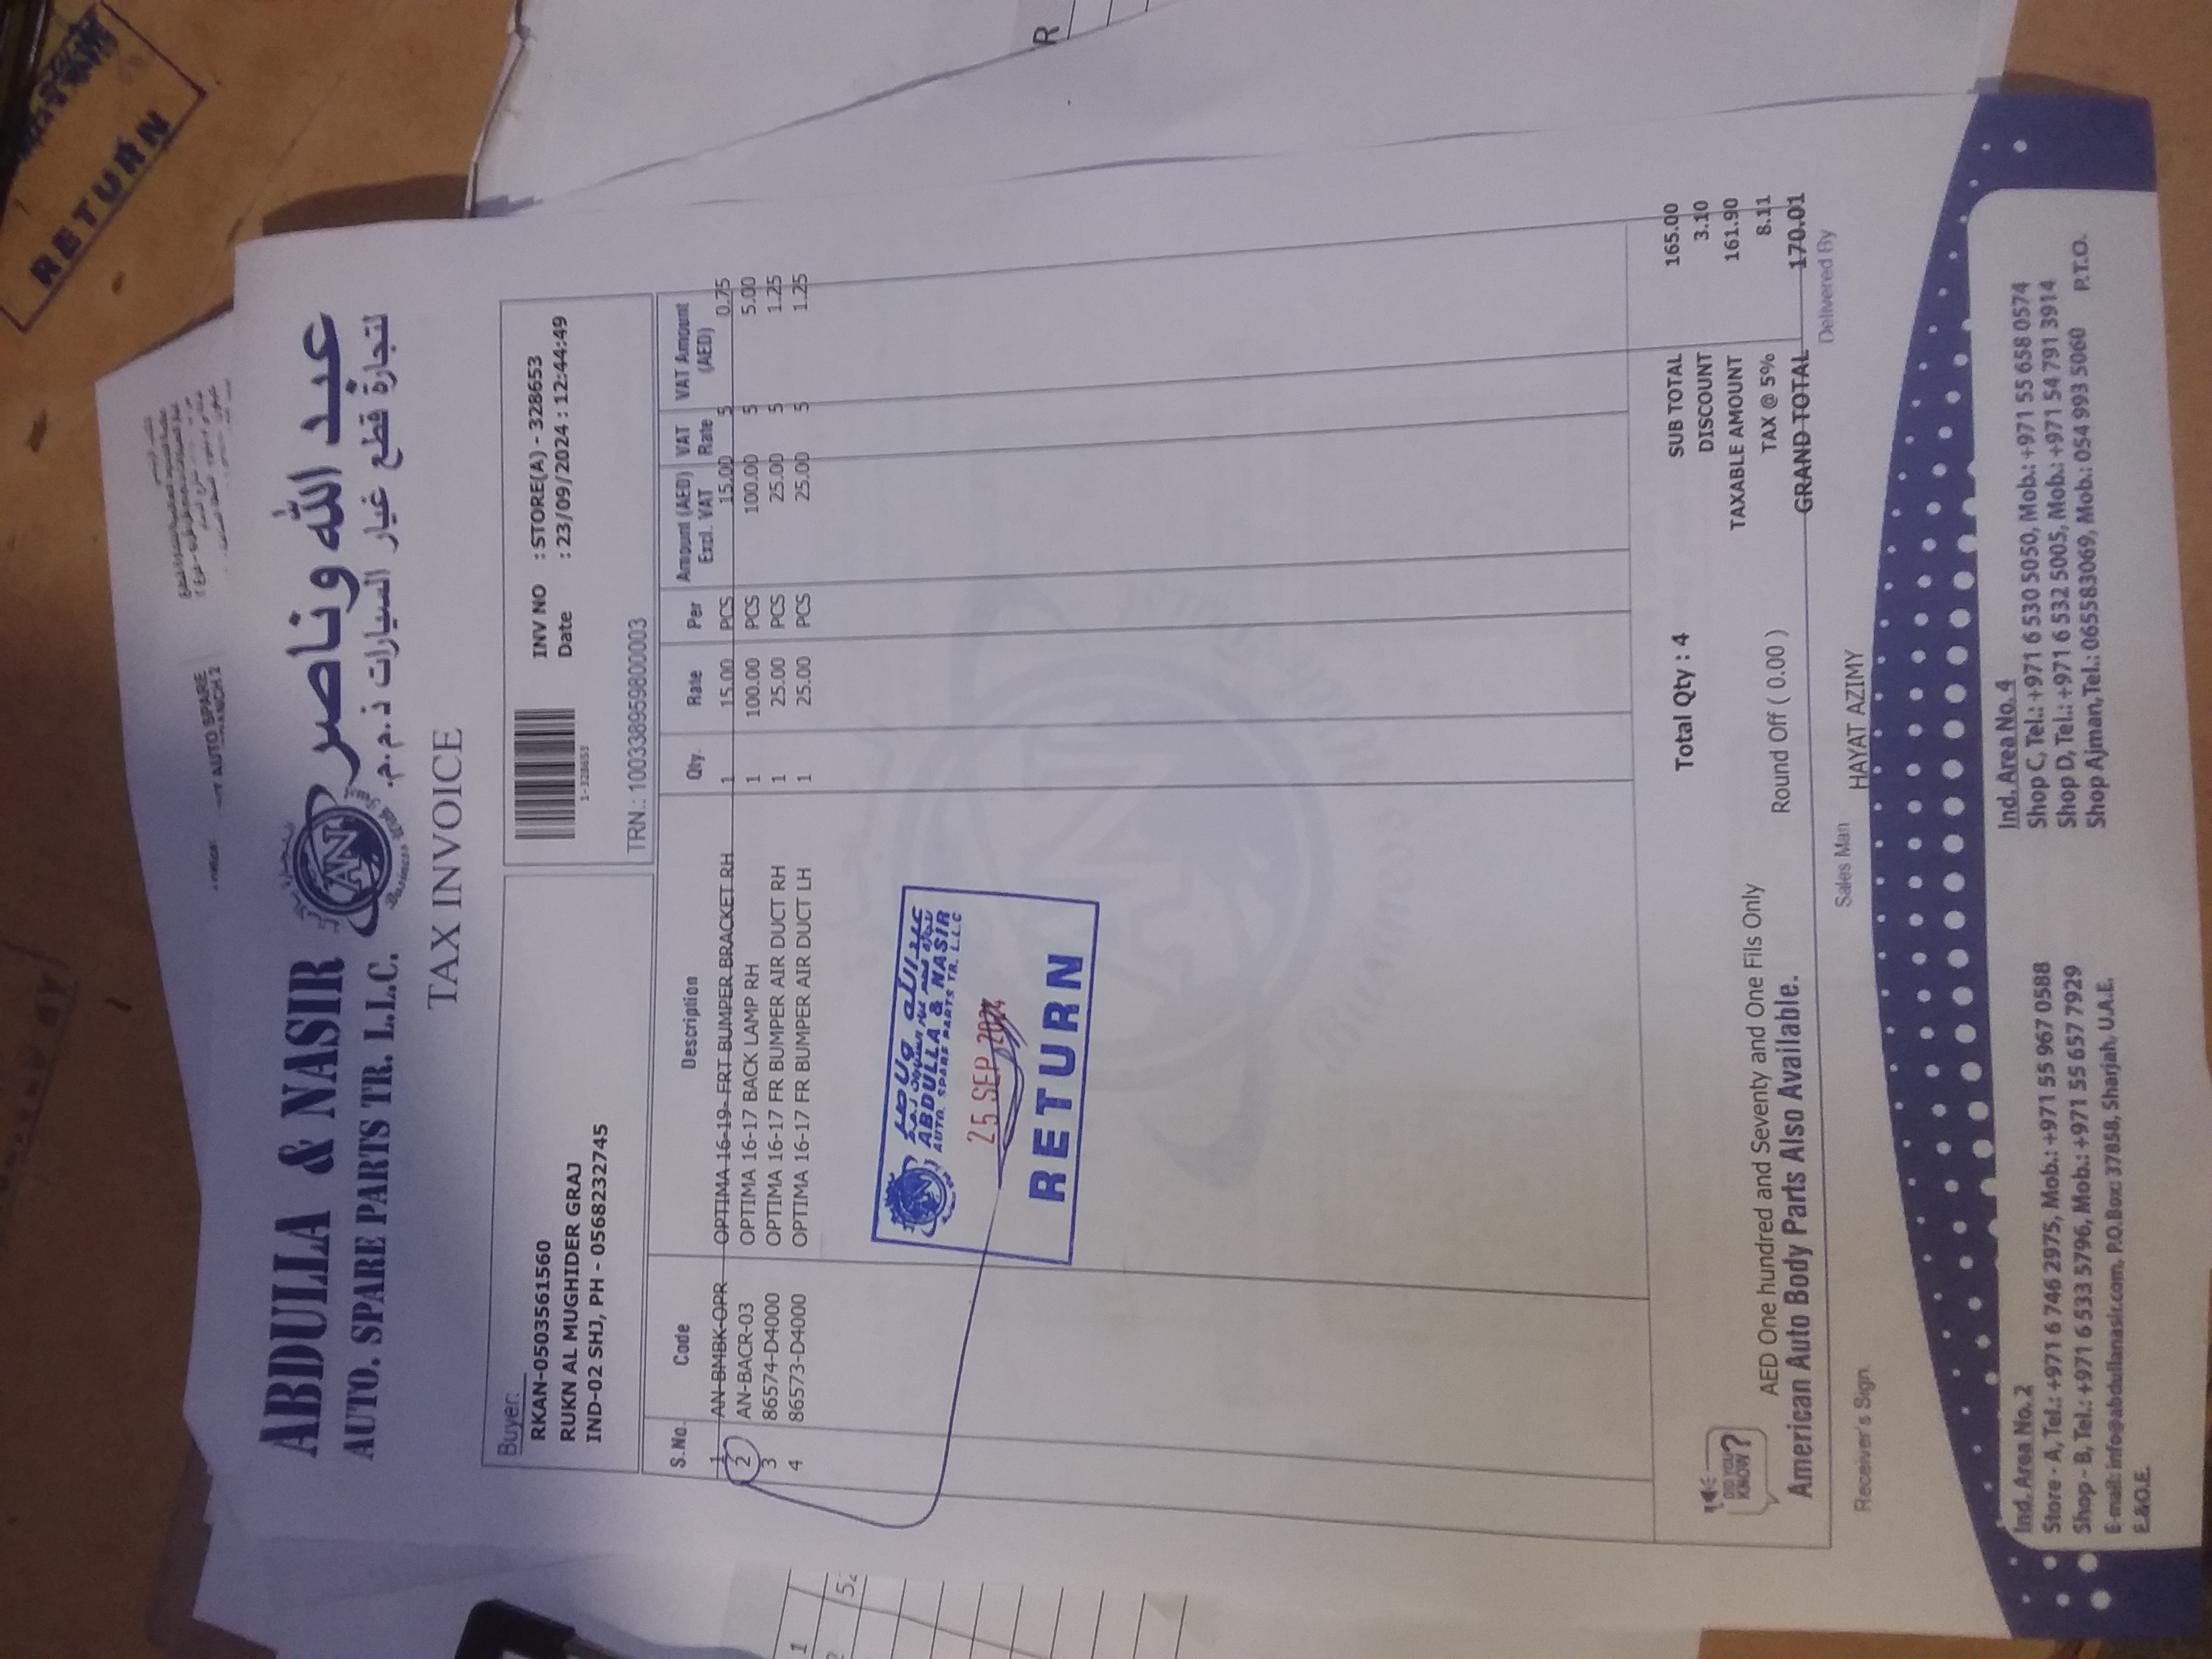 ABDULLA & NASIR
AUTO. SPARE PARTS TR. L.L.C.
عبد الله وناصر
لتجارة قطع غيار السيارات ذ.م.م.
AN
TAX INVOICE
Buyer:
RKAN-0503561560
RUKN AL MUGHIDER GRAJ
IND-02 SHJ, PH - 0568232745
1-328653
INV NO : STORE(A) - 328653
Date : 23/09/2024 : 12:44:49
TRN.: 100338959800003
S.No. Code Description Qty. Rate Per Amount (AED) Excl. VAT VAT Rate VAT Amount (AED)
1 AN-BMBK-OPR OPTIMA 16-19- FRT BUMPER BRACKET RH 1 15.00 PCS 15.00 5 0.75
2 AN-BACR-03 OPTIMA 16-17 BACK LAMP RH 1 100.00 PCS 100.00 5 5.00
3 86574-D4000 OPTIMA 16-17 FR BUMPER AIR DUCT RH 1 25.00 PCS 25.00 5 1.25
4 86573-D4000 OPTIMA 16-17 FR BUMPER AIR DUCT LH 1 25.00 PCS 25.00 5 1.25
ABDULLA & NASIR
AUTO. SPARE PARTS TR. L.L.C
25 SEP 2024
RETURN
Total Qty : 4
SUB TOTAL 165.00
DISCOUNT 3.10
TAXABLE AMOUNT 161.90
TAX @ 5% 8.11
GRAND TOTAL 170.01
DID YOU KNOW?
AED One hundred and Seventy and One Fils Only
Round Off ( 0.00 )
American Auto Body Parts Also Available.
Receiver's Sign.
Sales Man
HAYAT AZIMY
Delivered By
Ind. Area No.2
Store - A, Tel.: +971 6 746 2975, Mob.: +971 55 967 0588
Shop - B, Tel.: +971 6 533 5796, Mob.: +971 55 657 7929
E-mail: info@abdullanasir.com, P.O.Box: 37858, Sharjah, U.A.E.
E.&O.E.
Ind. Area No. 4
Shop C, Tel.: +971 6 530 5050, Mob.: +971 55 658 0574
Shop D, Tel.: +971 6 532 5005, Mob.: +971 54 791 3914
Shop Ajman, Tel.: 065583069, Mob.: 054 993 5060
P.T.O.
RETURN
R
AUTO SPARE
1
52